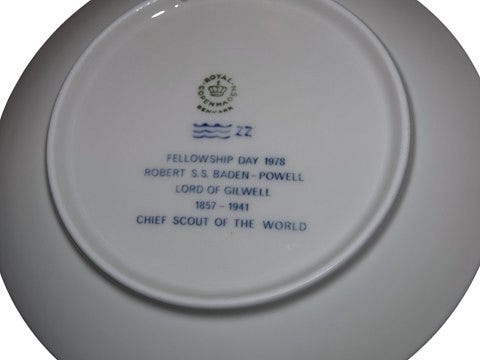 ROYAL
COPENHAGEN
DENMARK
ZZ
FELLOWSHIP DAY 1978
ROBERT S.S. BADEN-POWELL
LORD OF GILWELL
1857-1941
CHIEF SCOUT OF THE WORLD